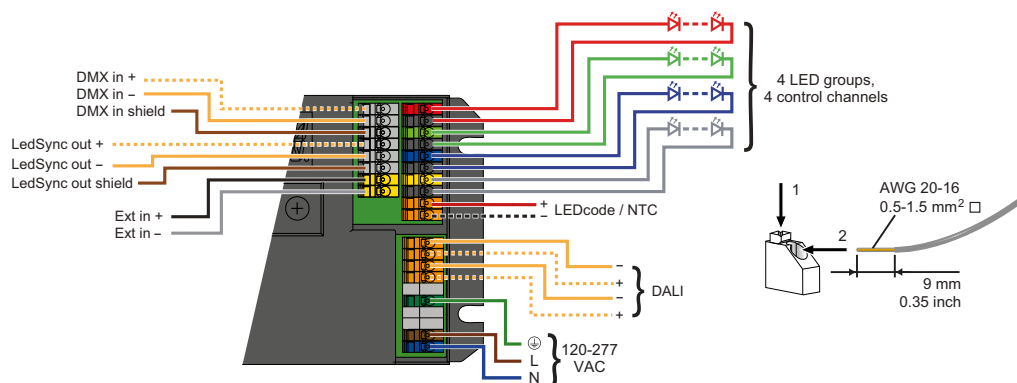 DMX in +
DMX in –
DMX in shield
LedSync out +
LedSync out –
LedSync out shield
Ext in +
Ext in –
4 LED groups,
4 control channels
+
–
LEDcode / NTC
–
+
–
+
DALI
L
N
120-277
VAC
1
2
AWG 20-16
0.5-1.5 mm² □
9 mm
0.35 inch